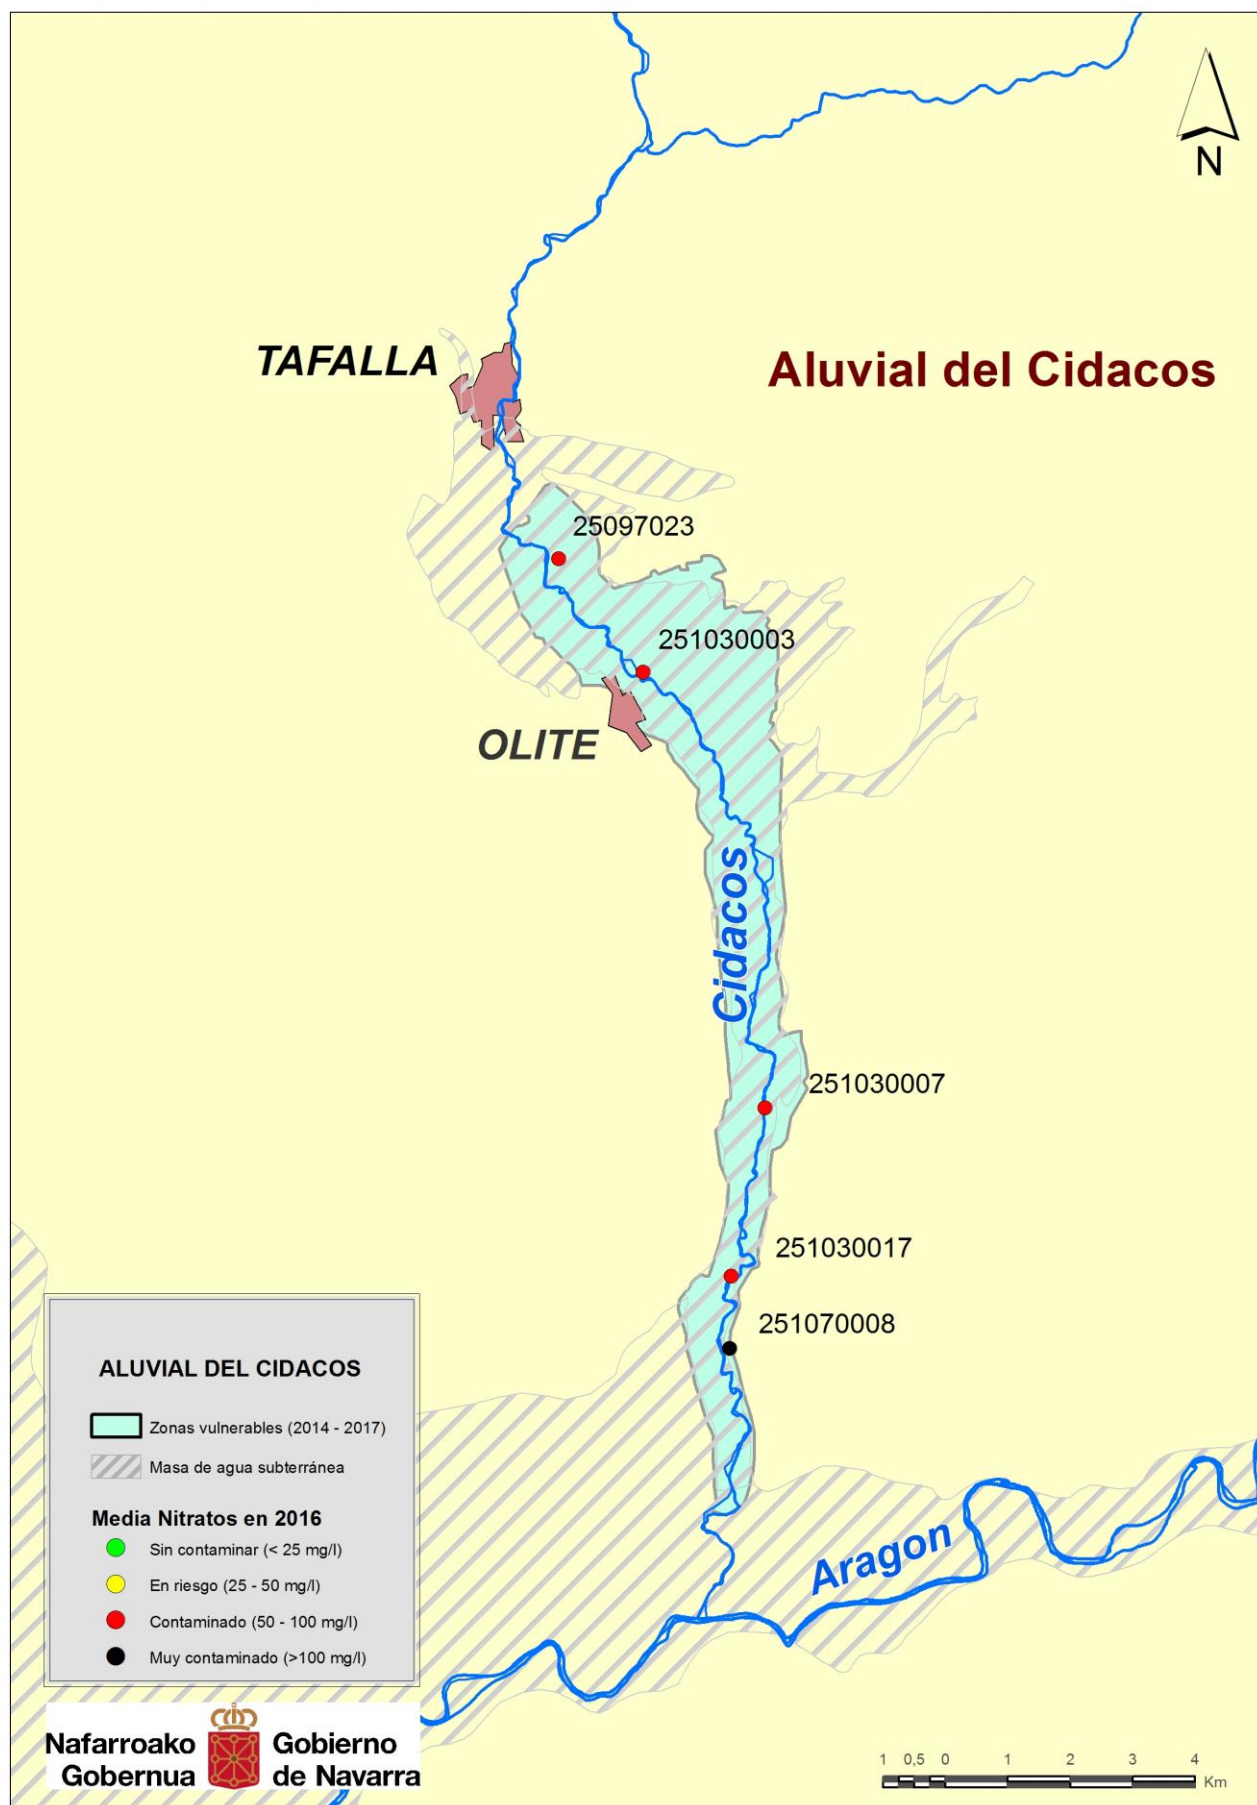 N
TAFALLA
Aluvial del Cidacos
25097023
251030003
OLITE
Cidacos
251030007
251030017
251070008
Aragon
ALUVIAL DEL CIDACOS
Zonas vulnerables (2014 - 2017)
Masa de agua subterránea
Media Nitratos en 2016
Sin contaminar (< 25 mg/l)
En riesgo (25 - 50 mg/l)
Contaminado (50 - 100 mg/l)
Muy contaminado (>100 mg/l)
Nafarroako
Gobernua
Gobierno
de Navarra
1 0,5 0 1 2 3 4
Km